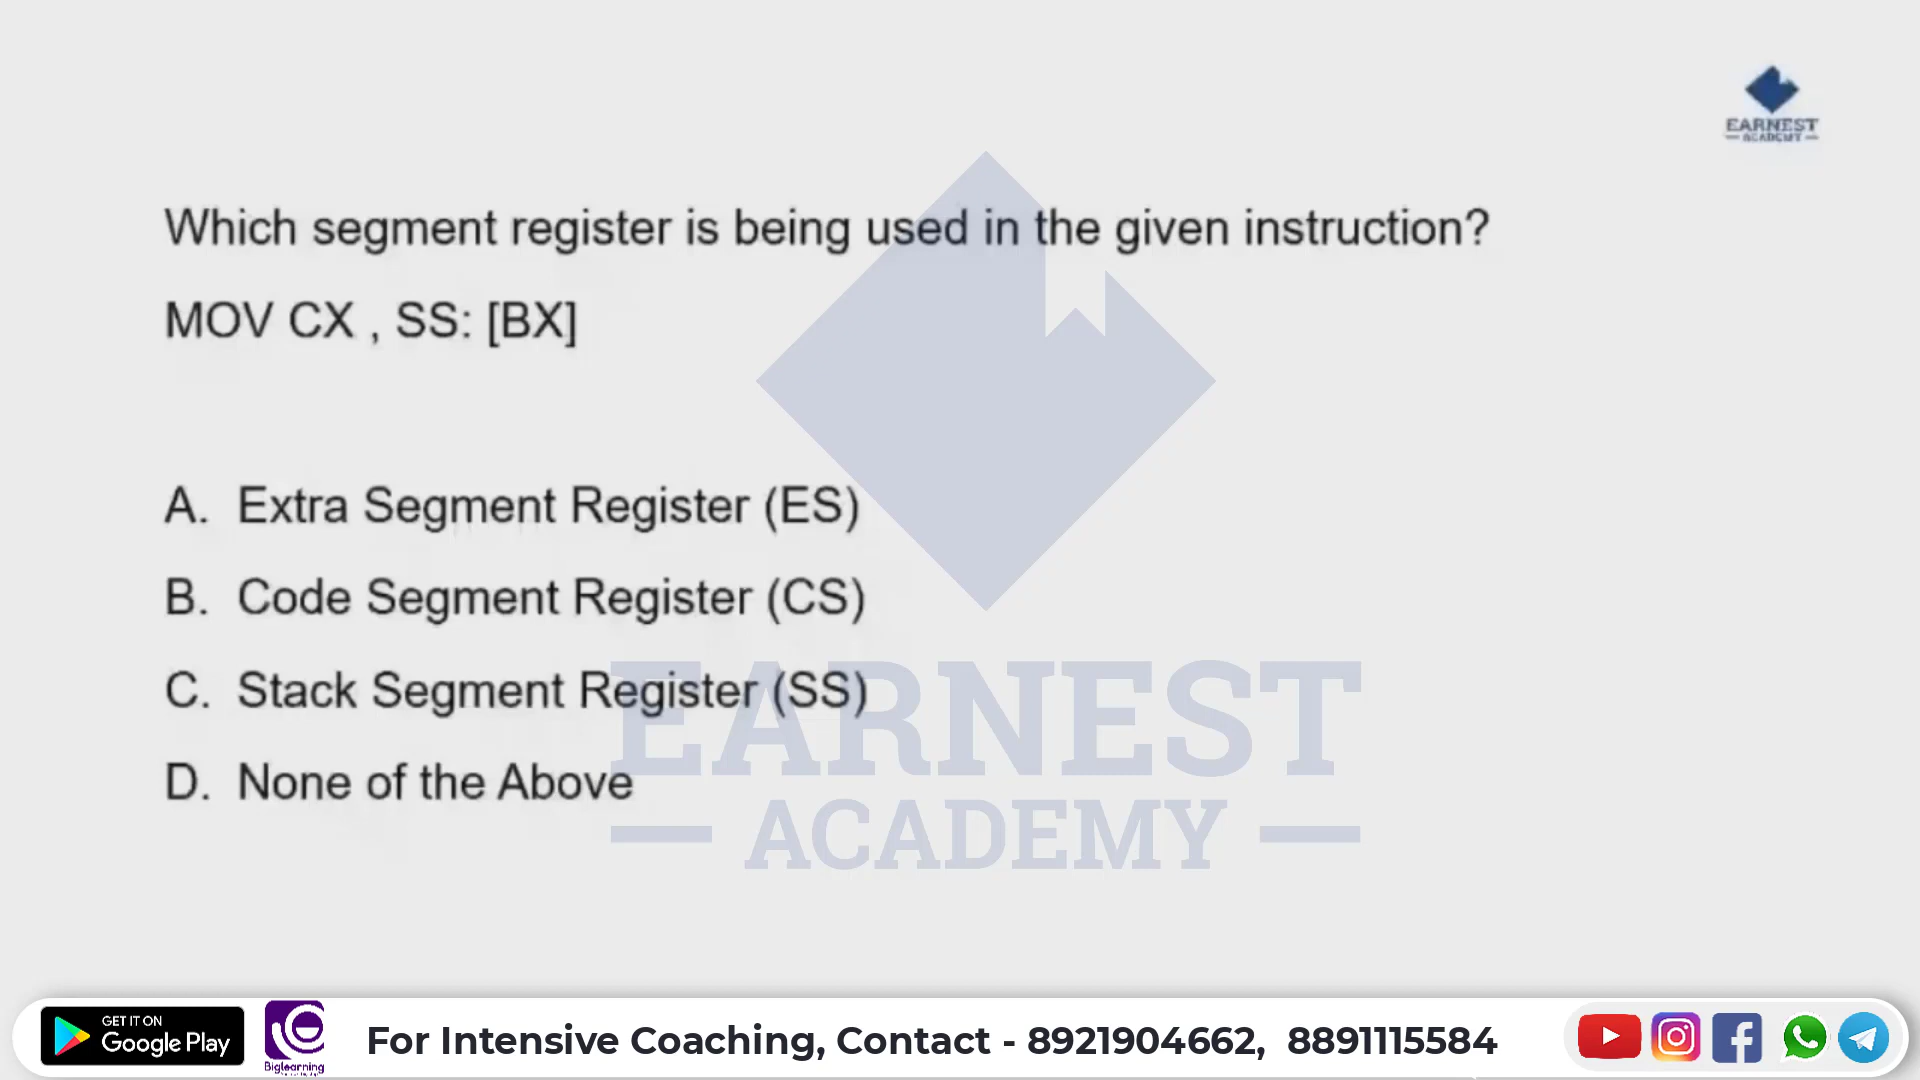 EARNEST
ACADEMY
Which segment register is being used in the given instruction?
MOV CX , SS: [BX]
A. Extra Segment Register (ES)
B. Code Segment Register (CS)
C. Stack Segment Register (SS)
D. None of the Above
EARNEST
ACADEMY
GET IT ON
Google Play
Biglearning
For Intensive Coaching, Contact - 8921904662, 8891115584